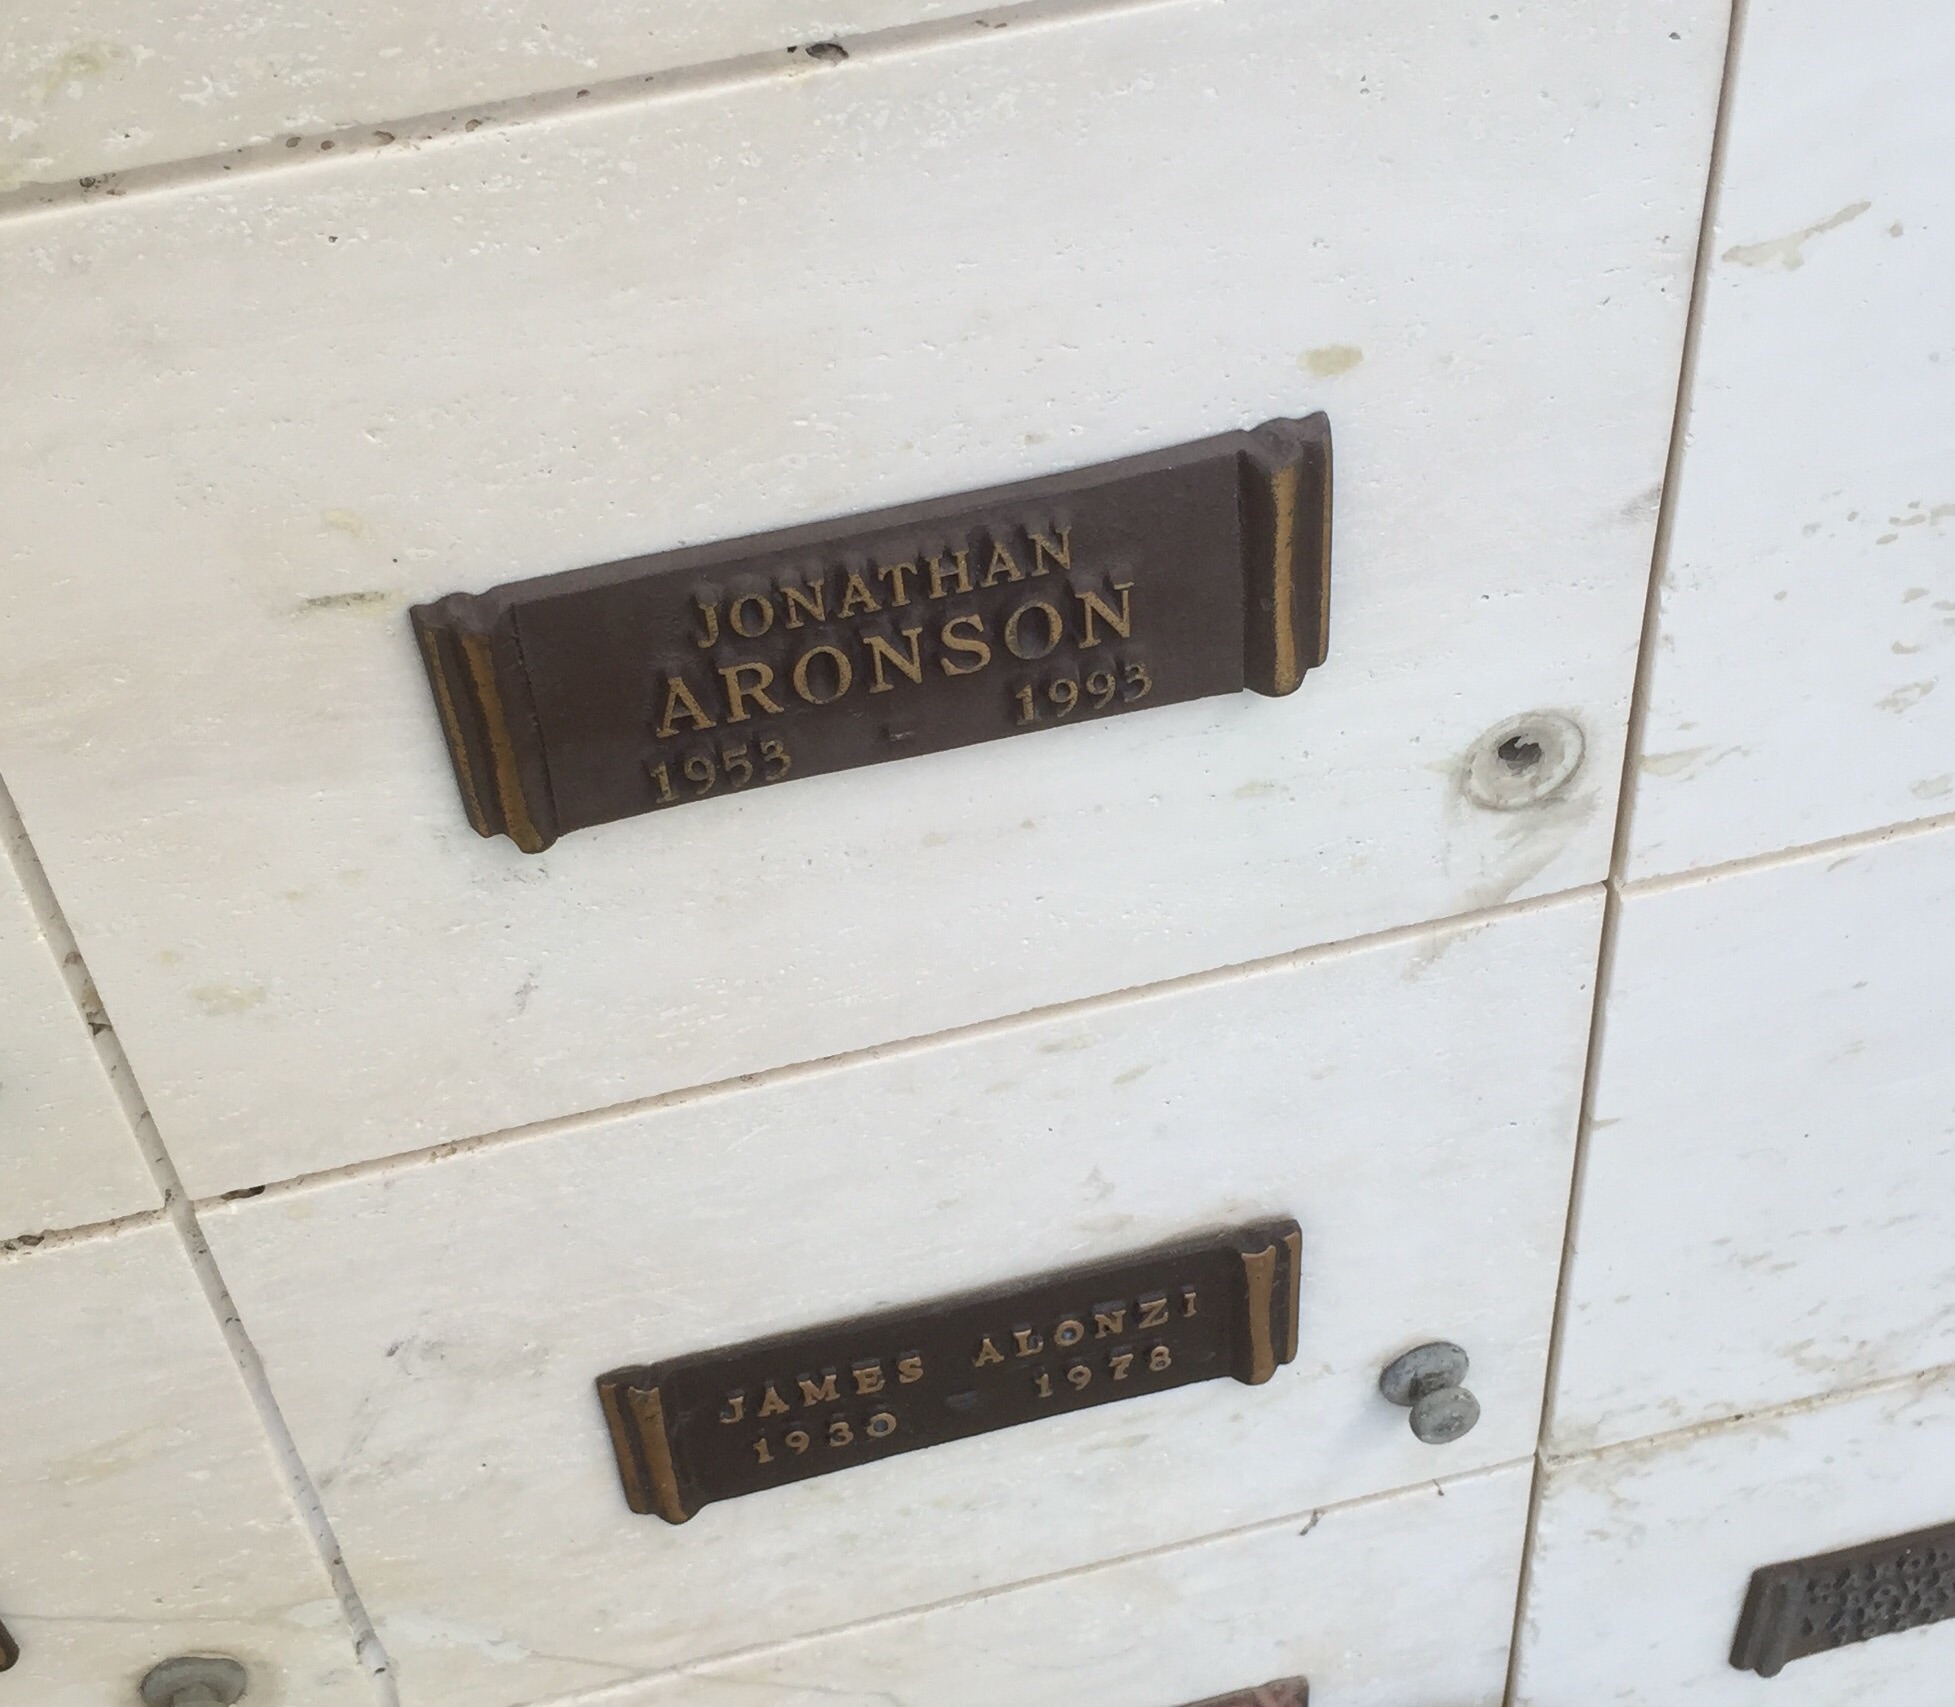 JONATHAN
ARONSON
1953 - 1993
JAMES ALONZI
1930 - 1978